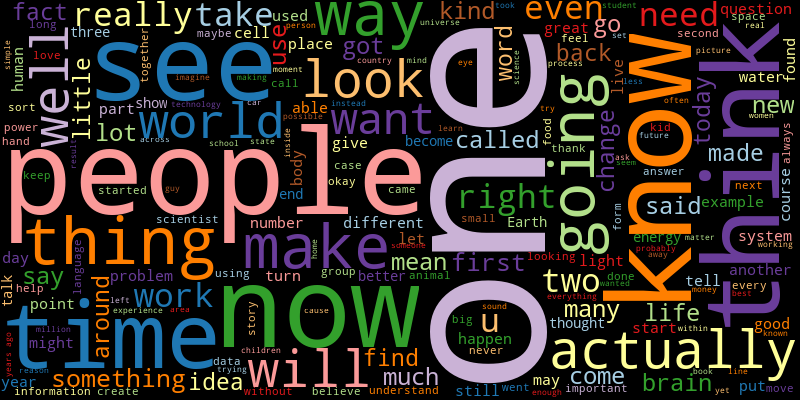 fact
long
really
take
three
maybe
cell
used
person
place
got
way
universe
kind
took
even
great
feel
go
set
need
student
second
question
space
real
picture
simple
human
love
well
little
together
see
imagine
making
use
moment
call
country
mind
look
eye
word
science
process
back
live
less
often
know
today
think
water
women
found
sort
part
show
technology
car
able
instead
want
one
try
going
kid
future
new
power
hand
lot
world
possible
learn
across
school
state
inside
give
become
called
food
thank
change
ask
seem
answer
made
course
always
result
people
body
case
okay
keep
started
guy
end
came
right
small
Earth
form
said
example
next
scientist
number
different
let
someone
thing
make
home
mean
first
looking
light
energy
matter
probably
away
system
working
day
language
say
problem
using
turn
group
better
animal
two
everything
done
wanted
tell
money
another
every
best
talk
help
point
around
left
work
experience
area
now
story
cause
u
sound
big
happen
never
many
thought
life
start
within
good
known
time
million
might
years ago
reason
data
trying
children
will
find
much
actually
year
something
idea
information
create
without
believe
understand
still
went
may
enough
come
important
brain
book
line
yet
put
move